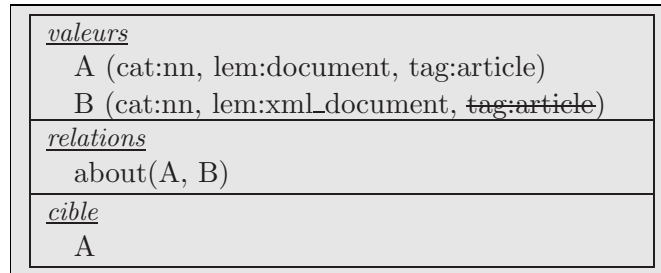 valeurs
A (cat:nn, lem:document, tag:article)
B (cat:nn, lem:xml_document, tag:article)
relations
about(A, B)
cible
A